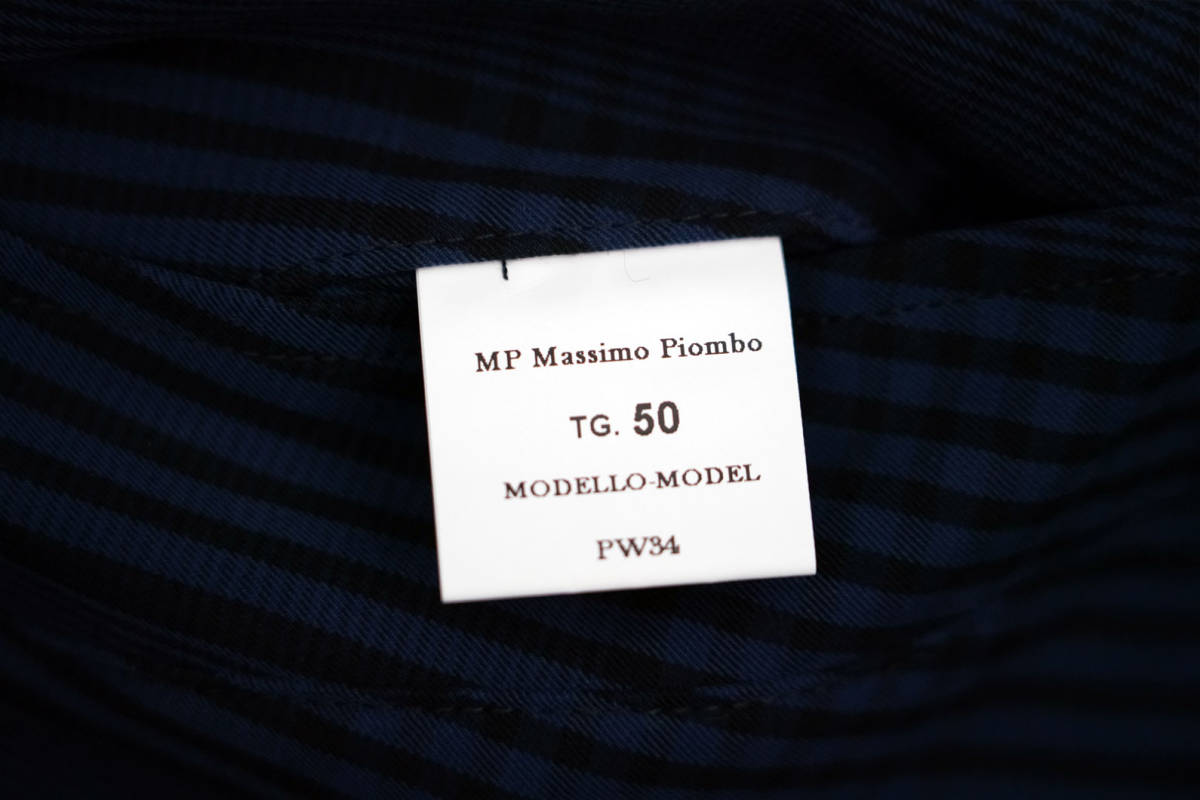 MP Massimo Piombo
TG. 50
MODELLO-MODEL
PW34